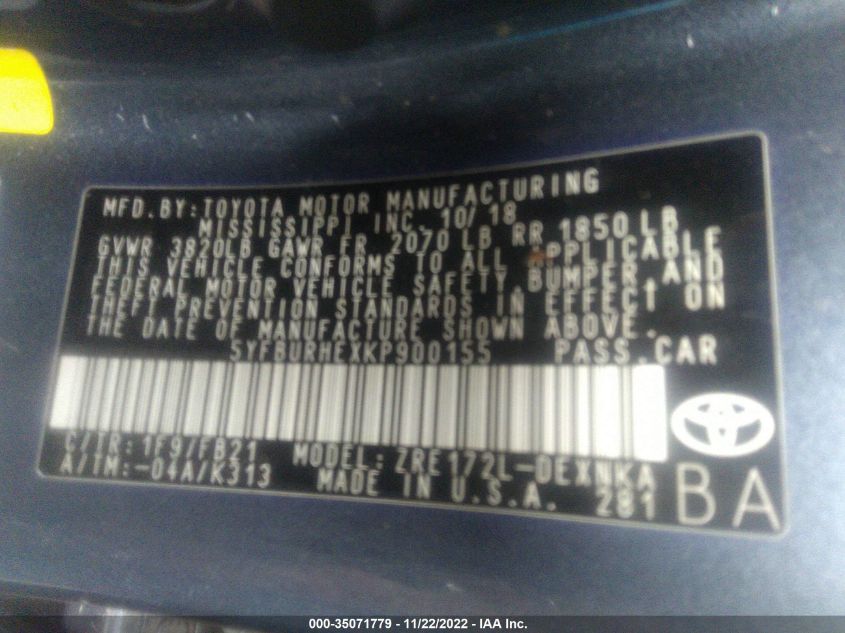 MFD.BY:TOYOTA MOTOR MANUFACTURING
MISSISSIPPI INC. 10/18
GVWR 3820LB GAWR FR 2070 LB RR 1850 LB
THIS VEHICLE CONFORMS TO ALL APPLICABLE
FEDERAL MOTOR VEHICLE SAFETY,BUMPER,AND
THEFT PREVENTION STANDARDS IN EFFECT ON
THE DATE OF MANUFACTURE SHOWN ABOVE.
5YFBURHEXKP900155 PASS.CAR
C/TR:1F9/FB21 MODEL:ZRE172L-DEXNKA
A/TM:-04A/K313 MADE IN U.S.A. 281
BA
000-35071779 - 11/22/2022 - IAA Inc.